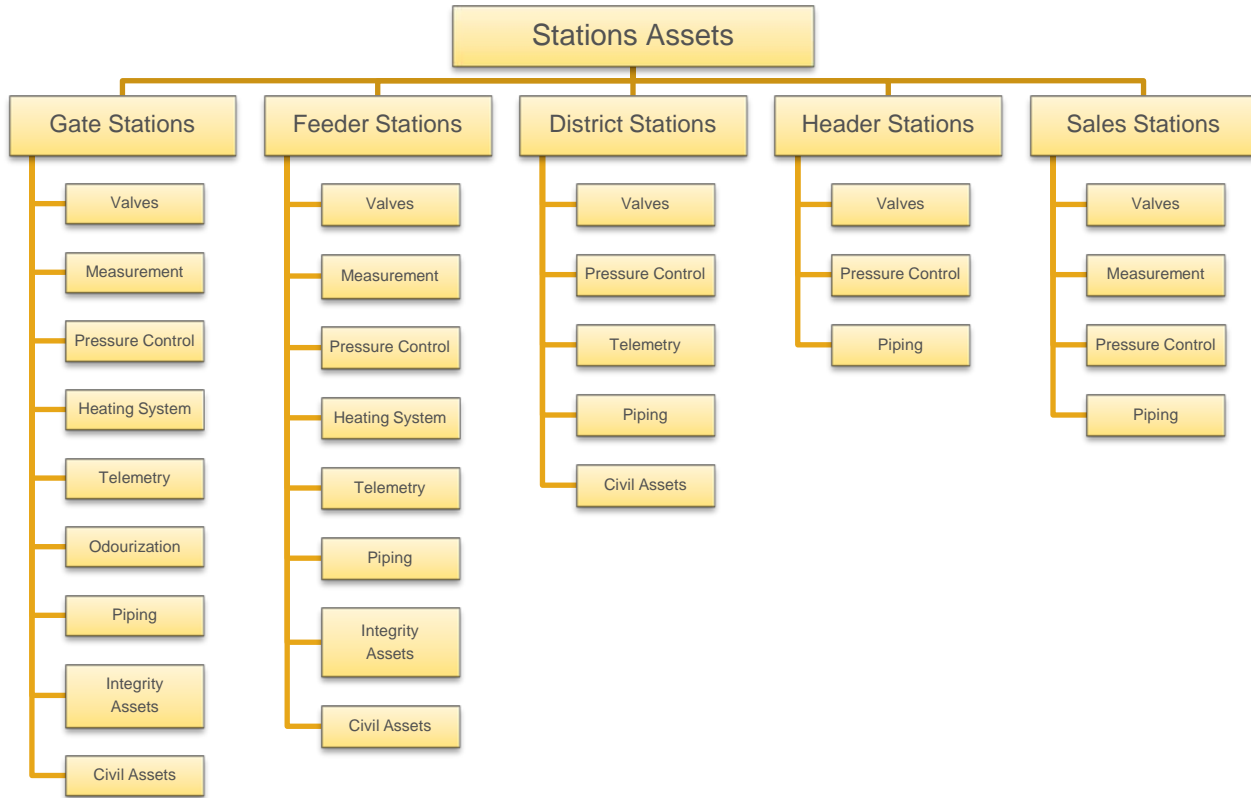 Stations Assets
Gate Stations
Valves
Measurement
Pressure Control
Heating System
Telemetry
Odourization
Piping
Integrity
Assets
Civil Assets
Feeder Stations
Valves
Measurement
Pressure Control
Heating System
Telemetry
Piping
Integrity
Assets
Civil Assets
District Stations
Valves
Pressure Control
Telemetry
Piping
Civil Assets
Header Stations
Valves
Pressure Control
Piping
Sales Stations
Valves
Measurement
Pressure Control
Piping